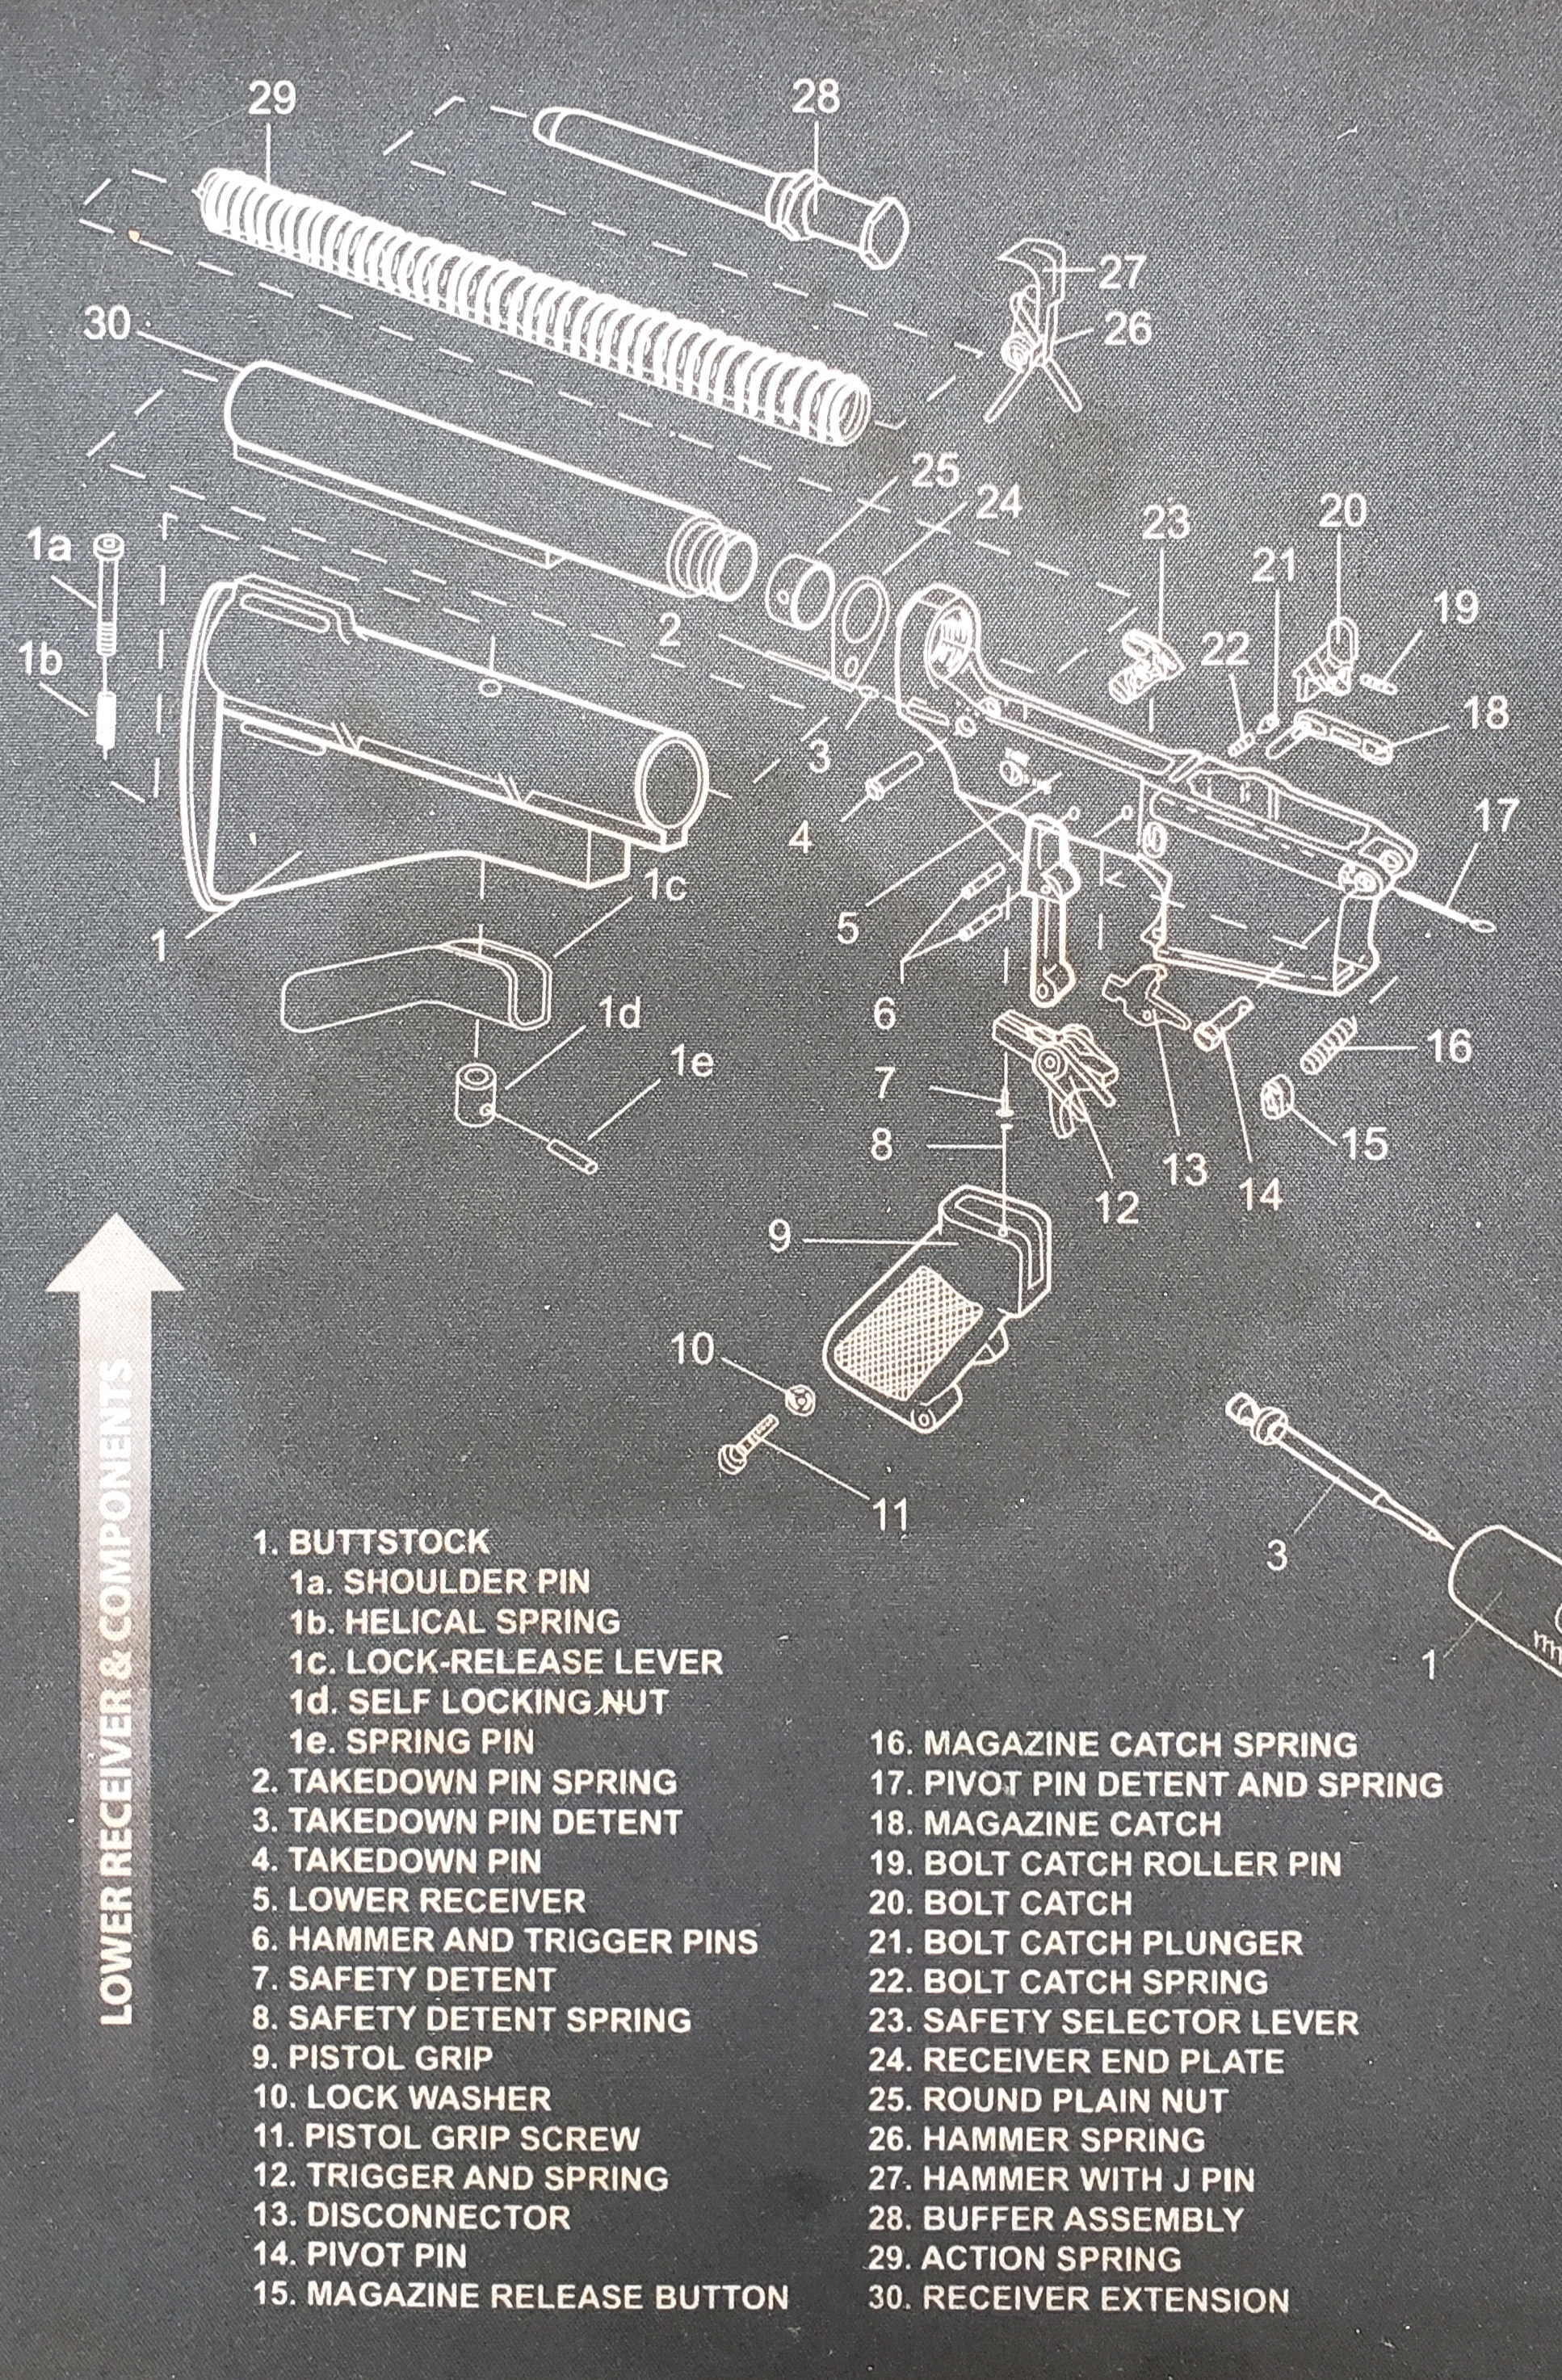 29
28
27
26
30
25
24
23
20
21
19
22
1a
1b
2
18
3
17
4
1c
5
1
6
1d
16
1e
7
15
8
13
14
12
9
10
11
3
1
LOWER RECEIVER & COMPONENTS
1. BUTTSTOCK
1a. SHOULDER PIN
1b. HELICAL SPRING
1c. LOCK-RELEASE LEVER
1d. SELF LOCKING NUT
1e. SPRING PIN
2. TAKEDOWN PIN SPRING
3. TAKEDOWN PIN DETENT
4. TAKEDOWN PIN
5. LOWER RECEIVER
6. HAMMER AND TRIGGER PINS
7. SAFETY DETENT
8. SAFETY DETENT SPRING
9. PISTOL GRIP
10. LOCK WASHER
11. PISTOL GRIP SCREW
12. TRIGGER AND SPRING
13. DISCONNECTOR
14. PIVOT PIN
15. MAGAZINE RELEASE BUTTON
16. MAGAZINE CATCH SPRING
17. PIVOT PIN DETENT AND SPRING
18. MAGAZINE CATCH
19. BOLT CATCH ROLLER PIN
20. BOLT CATCH
21. BOLT CATCH PLUNGER
22. BOLT CATCH SPRING
23. SAFETY SELECTOR LEVER
24. RECEIVER END PLATE
25. ROUND PLAIN NUT
26. HAMMER SPRING
27. HAMMER WITH J PIN
28. BUFFER ASSEMBLY
29. ACTION SPRING
30. RECEIVER EXTENSION